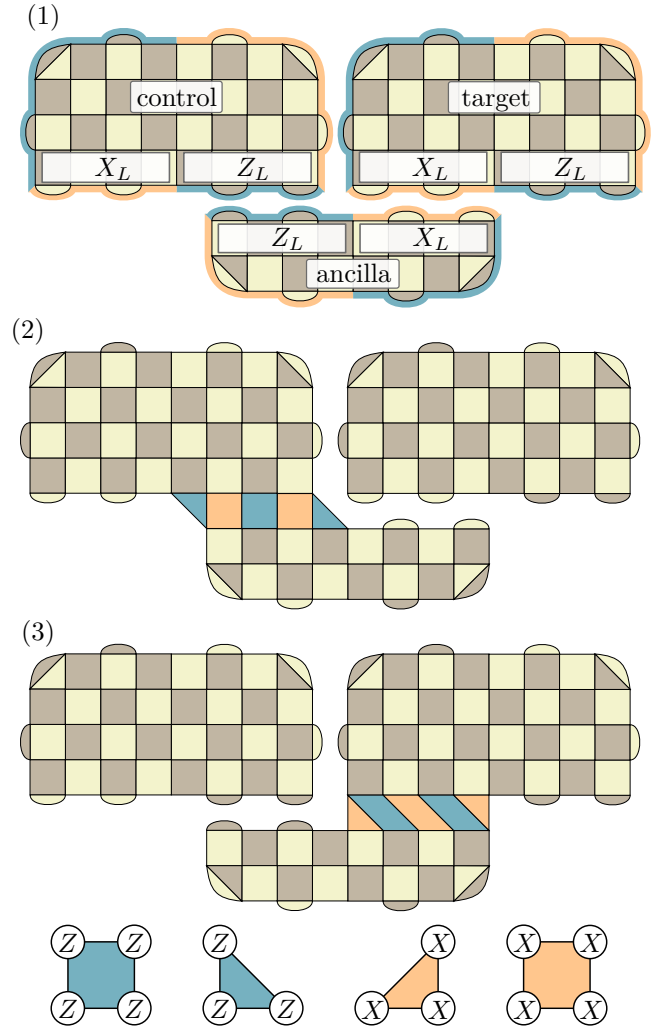 (1)
control target
X_L Z_L X_L Z_L
Z_L X_L
ancilla
(2)
(3)
Z Z Z X X X
Z Z Z Z X X X X